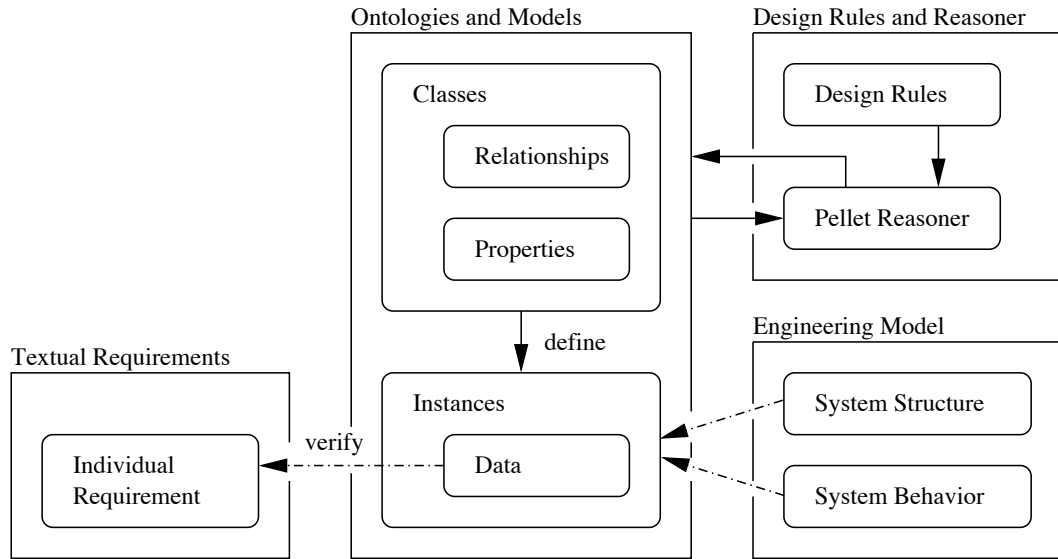 Ontologies and Models
Classes
Relationships
Properties
define
Instances
Data
Design Rules and Reasoner
Design Rules
Pellet Reasoner
Engineering Model
System Structure
System Behavior
Textual Requirements
verify
Individual
Requirement